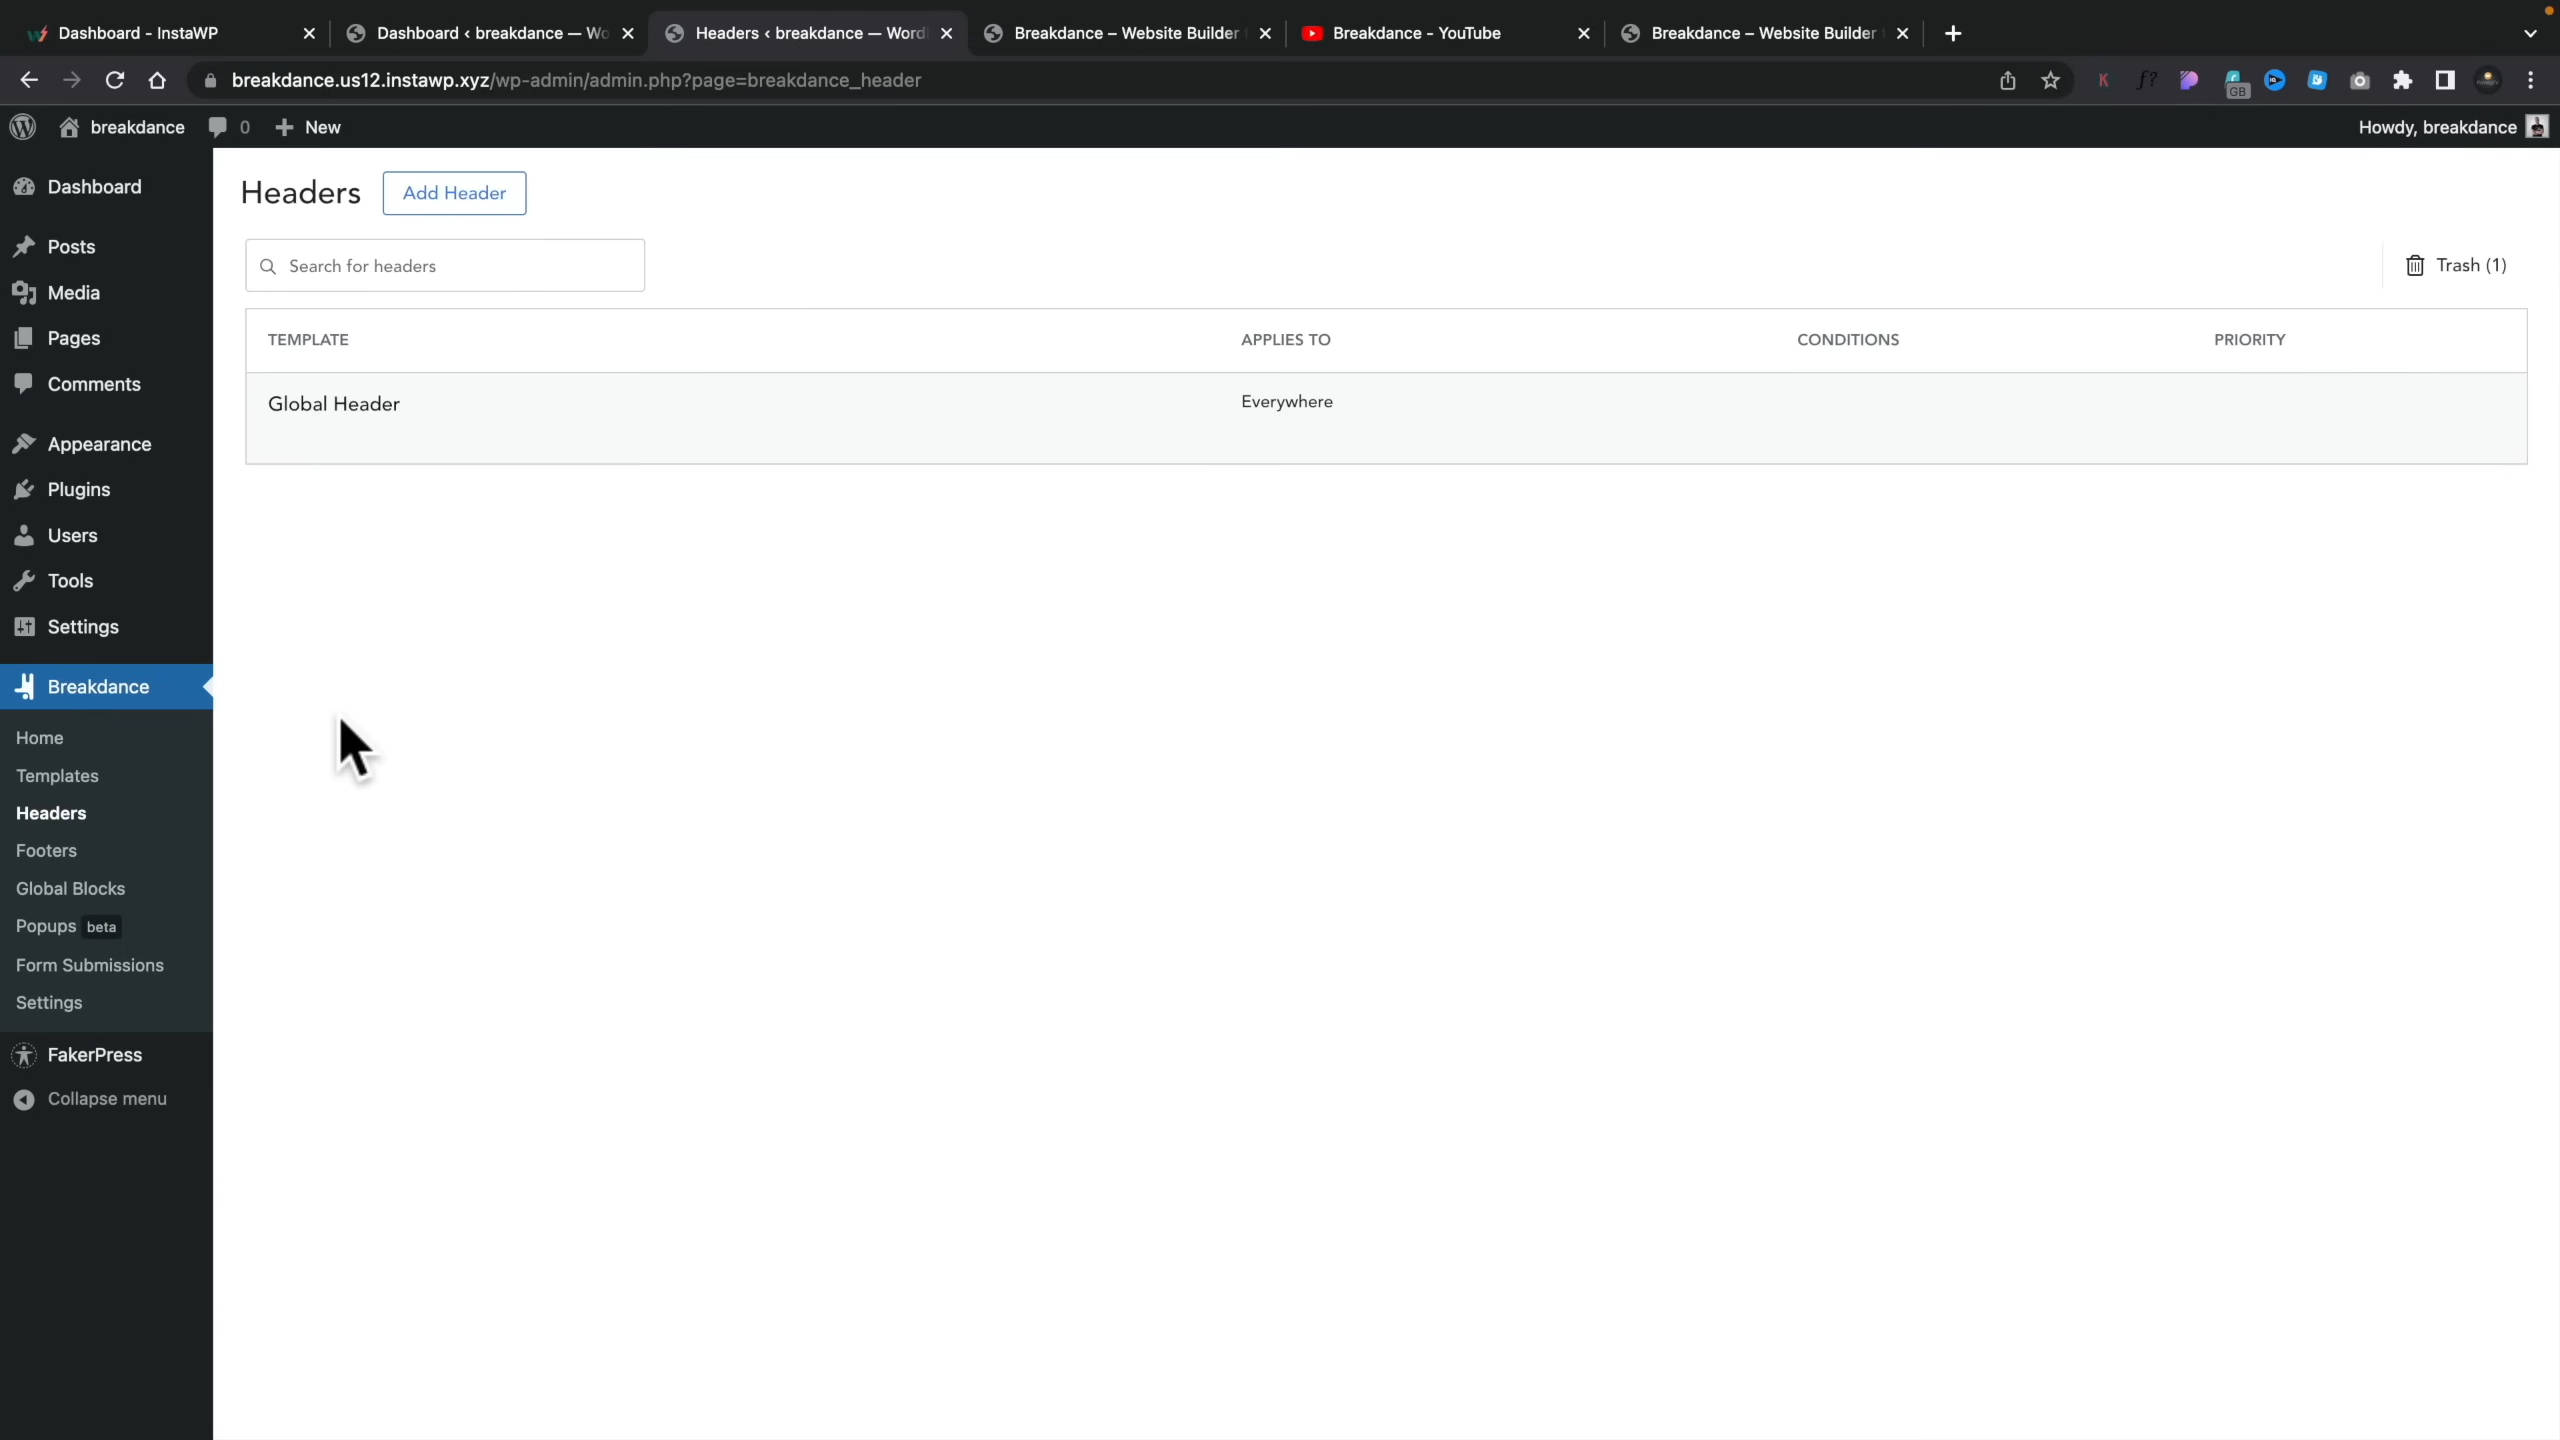 Dashboard - InstaWP
Dashboard ‹ breakdance — Wo
Headers ‹ breakdance — Word
Breakdance – Website Builder
Breakdance - YouTube
Breakdance – Website Builder
breakdance.us12.instawp.xyz/wp-admin/admin.php?page=breakdance_header
K
f?
GB
breakdance
0
New
Howdy, breakdance
Dashboard
Posts
Media
Pages
Comments
Appearance
Plugins
Users
Tools
Settings
Breakdance
Home
Templates
Headers
Footers
Global Blocks
Popups beta
Form Submissions
Settings
FakerPress
Collapse menu
Headers
Add Header
Search for headers
Trash (1)
TEMPLATE APPLIES TO CONDITIONS PRIORITY
Global Header Everywhere